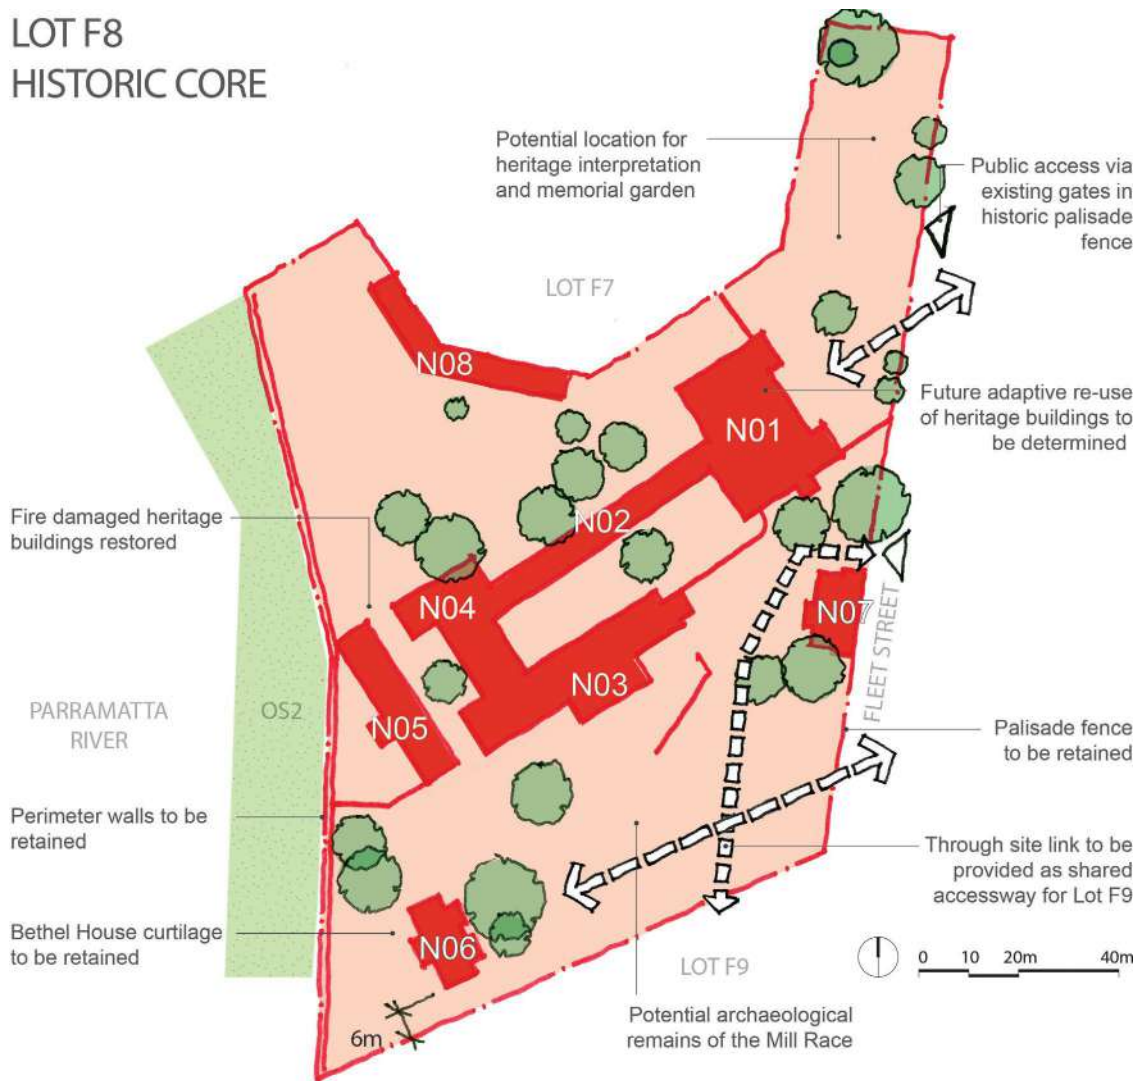 LOT F8
HISTORIC CORE
Potential location for
heritage interpretation
and memorial garden
Public access via
existing gates in
historic palisade
fence
LOT F7
N08
N01
Future adaptive re-use
of heritage buildings to
be determined
Fire damaged heritage
buildings restored
N02
N04
N07
FLEET STREET
N03
PARRAMATTA
RIVER
OS2
N05
Palisade fence
to be retained
Perimeter walls to be
retained
Through site link to be
provided as shared
accessway for Lot F9
Bethel House curtilage
to be retained
N06
LOT F9
0 10 20m 40m
Potential archaeological
remains of the Mill Race
6m